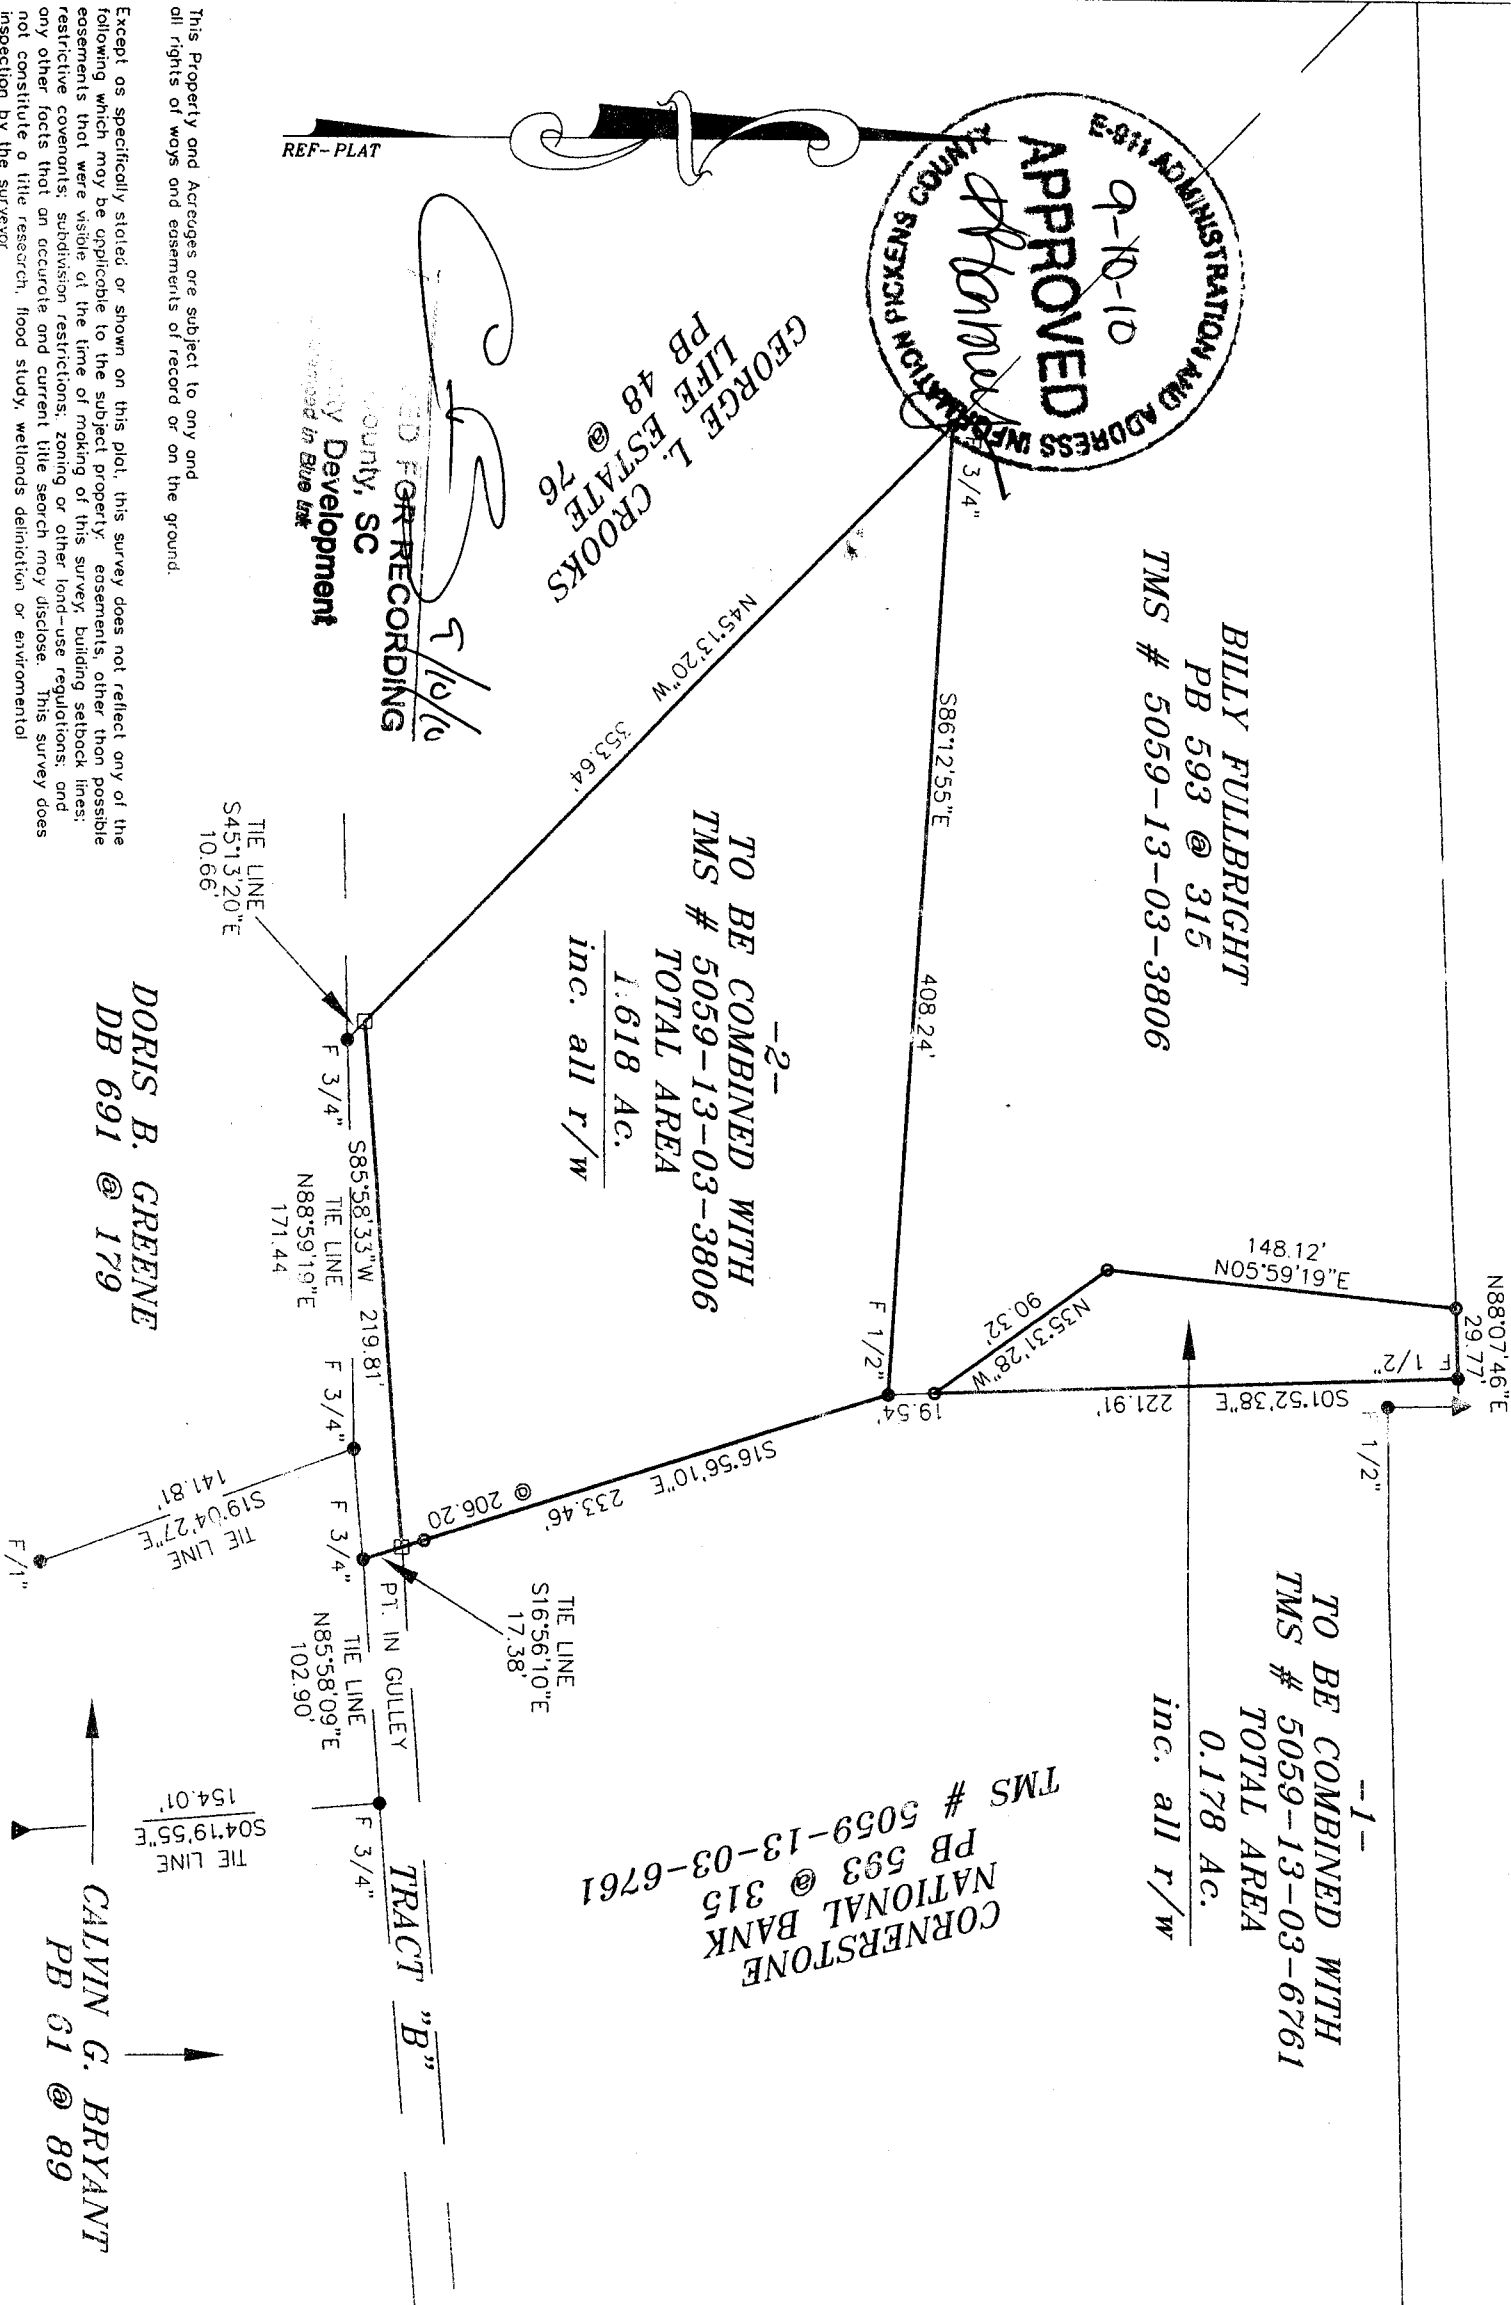 N88°07'46"E
29.77'
F 1/2"
1/2"
148.12'
N05°59'19"E
S01°52'38"E 221.91'
N35°31'28"W
90.32'
19.54'
-1-
TO BE COMBINED WITH
TMS # 5059-13-03-6761
TOTAL AREA
0.178 Ac.
inc. all r/w
BILLY FULLBRIGHT
PB 593 @ 315
TMS # 5059-13-03-3806
E-911 ADMINISTRATION AND ADDRESS INFORMATION PICKENS COUNTY
9-10-10
APPROVED
3/4"
S86°12'55"E 408.24'
F 1/2"
REF-PLAT
GEORGE L. CROOKS
LIFE ESTATE
PB 48 @ 76
N45°13'20"W 353.64'
-2-
TO BE COMBINED WITH
TMS # 5059-13-03-3806
TOTAL AREA
1.618 Ac.
inc. all r/w
S16°56'10"E 233.46'
@ 206.20
TIE LINE
S16°56'10"E
17.38'
CORNERSTONE
NATIONAL BANK
PB 593 @ 315
TMS # 5059-13-03-6761
9/10/10
FOR RECORDING
ounty, SC
Development
in Blue Ink
TIE LINE
S45°13'20"E
10.66'
F 3/4"
S85°58'33"W 219.81'
TIE LINE
N88°59'19"E
171.44
F 3/4"
F 3/4"
PT. IN GULLEY
TIE LINE
N85°58'09"E
102.90'
F 3/4"
TRACT "B"
TIE LINE
S19°04'27"E
141.81'
F/1"
TIE LINE
S04°19'55"E
154.01'
DORIS B. GREENE
DB 691 @ 179
CALVIN G. BRYANT
PB 61 @ 89
This Property and Acreages are subject to any and
all rights of ways and easements of record or on the ground.
Except as specifically stated or shown on this plat, this survey does not reflect any of the
following which may be applicable to the subject property: easements, other than possible
easements that were visible at the time of making of this survey; building setback lines;
restrictive covenants; subdivision restrictions; zoning or other land-use regulations; and
any other facts that an accurate and current title search may disclose. This survey does
not constitute a title research, flood study, wetlands deliniation or enviromental
inspection by the surveyor